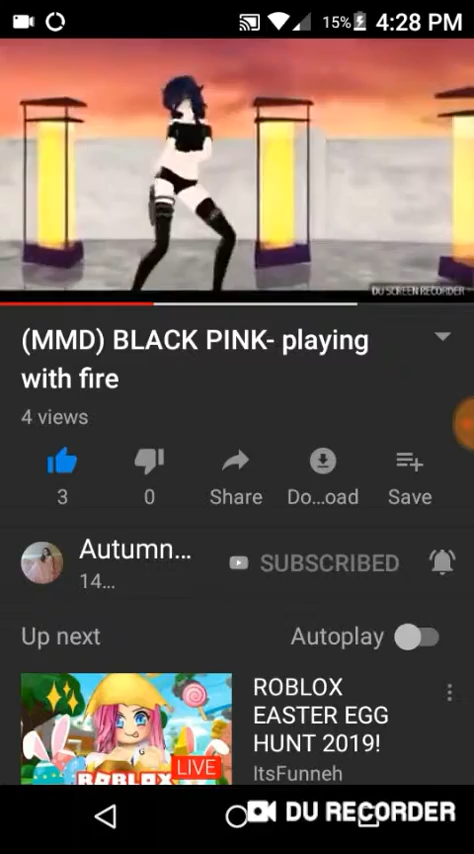 15% 4:28 PM
DU SCREEN RECORDER
(MMD) BLACK PINK- playing
with fire
4 views
3 0 Share Do...oad Save
Autumn... SUBSCRIBED
14...
Up next Autoplay
ROBLOX
EASTER EGG
HUNT 2019!
ItsFunneh
ROBLOX LIVE
DU RECORDER